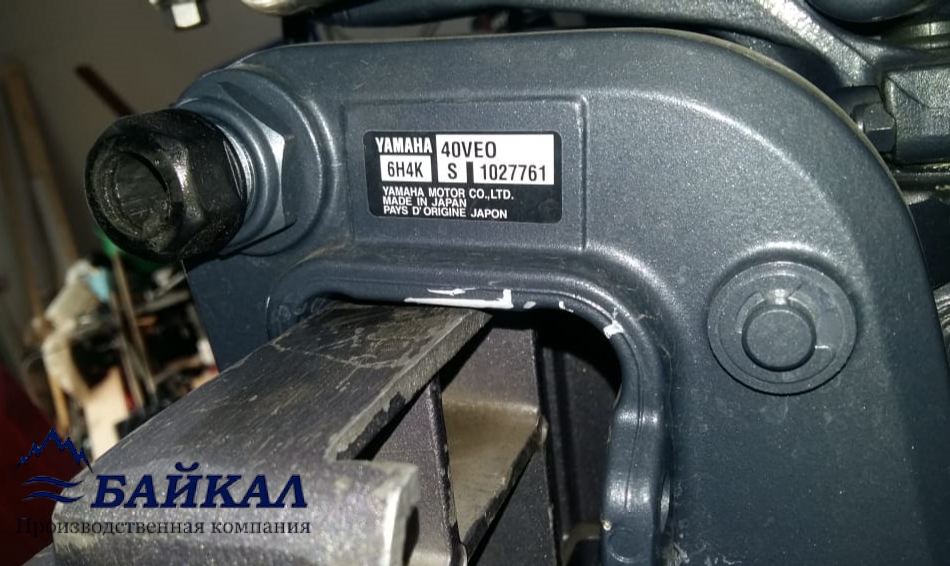 YAMAHA 40VEO
6H4K S 1027761
YAMAHA MOTOR CO.,LTD.
MADE IN JAPAN
PAYS D'ORIGINE JAPON
БАЙКАЛ
Производственная компания